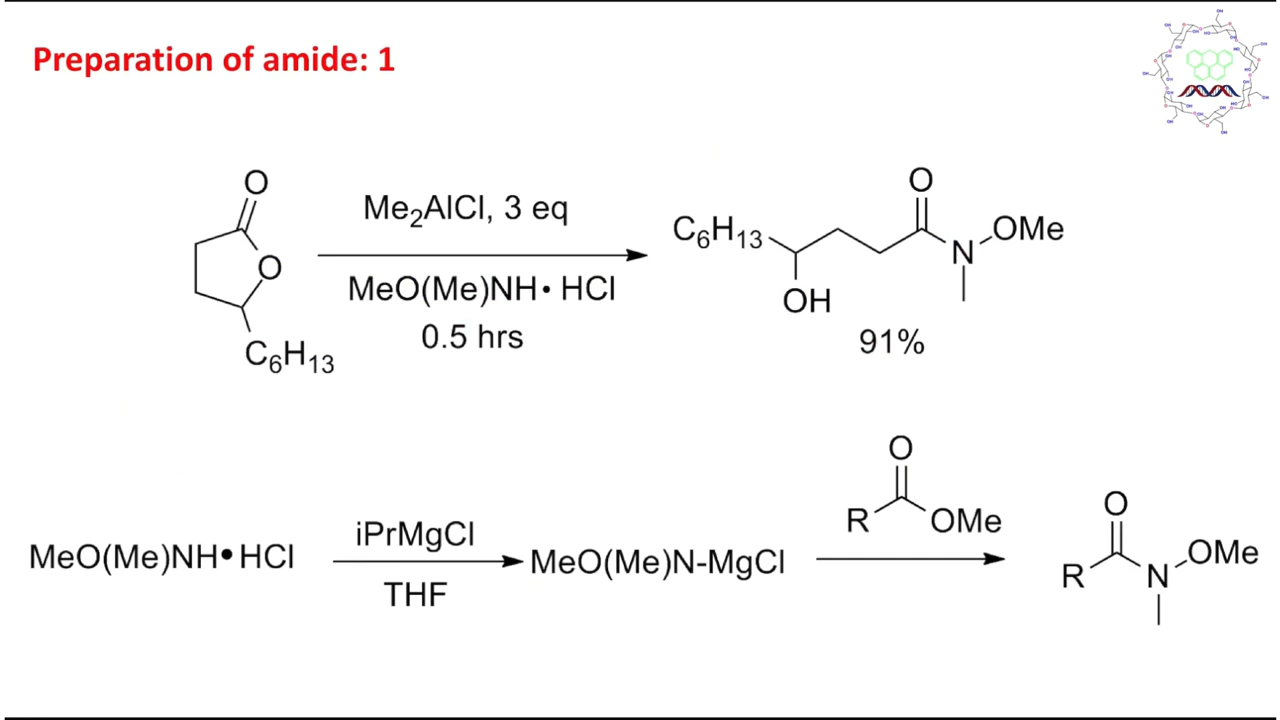 Preparation of amide: 1
O
O
C₆H₁₃
Me₂AlCl, 3 eq
MeO(Me)NH• HCl
0.5 hrs
C₆H₁₃
OH
O
N
OMe
91%
MeO(Me)NH•HCl
iPrMgCl
THF
MeO(Me)N-MgCl
O
R
OMe
O
R
N
OMe